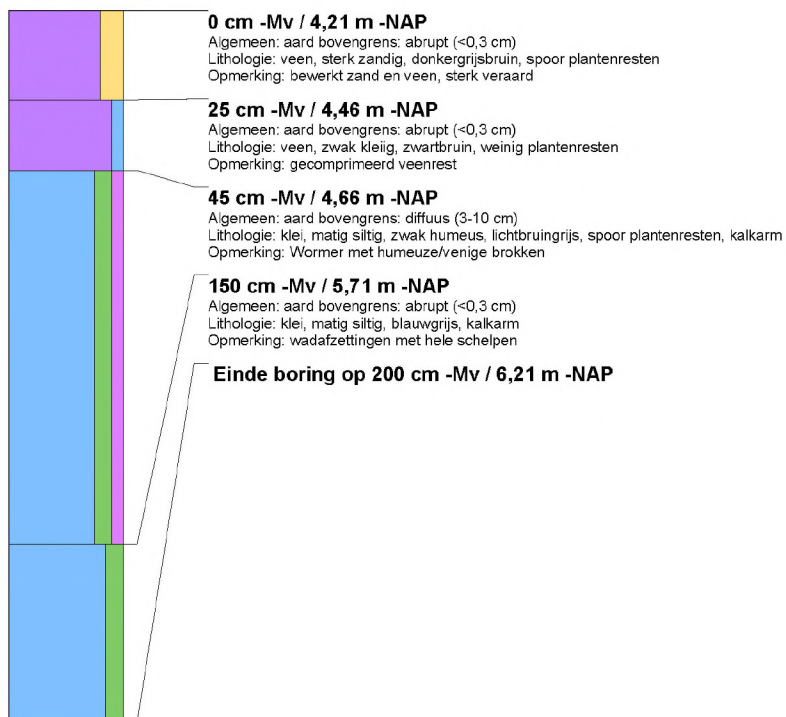 0 cm -Mv / 4,21 m -NAP
Algemeen: aard bovengrens: abrupt (<0,3 cm)
Lithologie: veen, sterk zandig, donkergrijsbruin, spoor plantenresten
Opmerking: bewerkt zand en veen, sterk veraard
25 cm -Mv / 4,46 m -NAP
Algemeen: aard bovengrens: abrupt (<0,3 cm)
Lithologie: veen, zwak kleiig, zwartbruin, weinig plantenresten
Opmerking: gecomprimeerd veenrest
45 cm -Mv / 4,66 m -NAP
Algemeen: aard bovengrens: diffuus (3-10 cm)
Lithologie: klei, matig siltig, zwak humeus, lichtbruingrijs, spoor plantenresten, kalkarm
Opmerking: Wormer met humeuze/venige brokken
150 cm -Mv / 5,71 m -NAP
Algemeen: aard bovengrens: abrupt (<0,3 cm)
Lithologie: klei, matig siltig, blauwgrijs, kalkarm
Opmerking: wadafzettingen met hele schelpen
Einde boring op 200 cm -Mv / 6,21 m -NAP